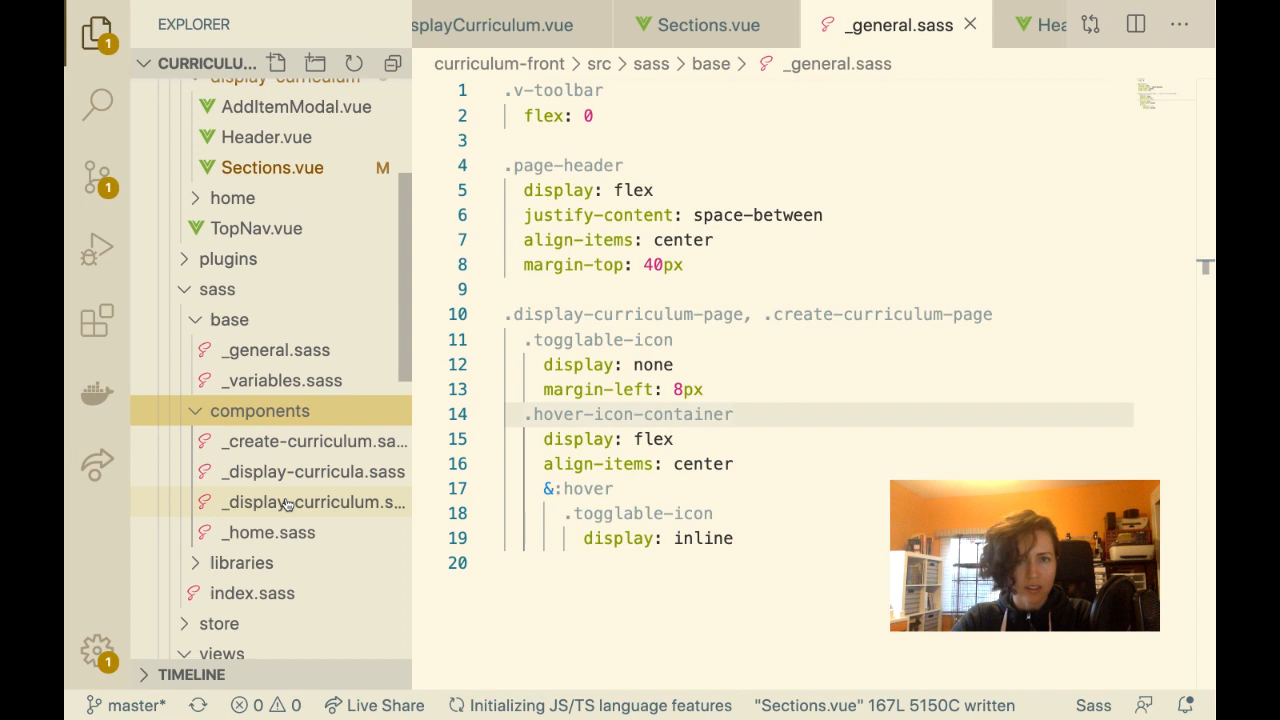 EXPLORER
CURRICULU...
display-curriculum
AddItemModal.vue
Header.vue
Sections.vue M
home
TopNav.vue
plugins
sass
base
_general.sass
_variables.sass
components
_create-curriculum.sa...
_display-curricula.sass
_display-curriculum.s...
_home.sass
libraries
index.sass
store
views
TIMELINE
1
1
1
splayCurriculum.vue
Sections.vue
_general.sass
Hea
curriculum-front > src > sass > base > _general.sass
1 .v-toolbar
2 flex: 0
3
4 .page-header
5 display: flex
6 justify-content: space-between
7 align-items: center
8 margin-top: 40px
9
10 .display-curriculum-page, .create-curriculum-page
11 .togglable-icon
12 display: none
13 margin-left: 8px
14 .hover-icon-container
15 display: flex
16 align-items: center
17 &:hover
18 .togglable-icon
19 display: inline
20
master* 0 0 Live Share Initializing JS/TS language features "Sections.vue" 167L 5150C written Sass